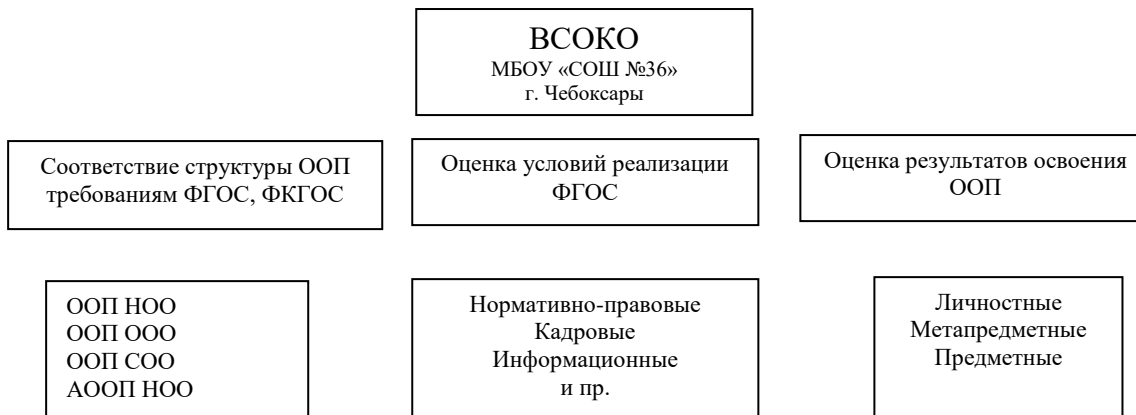 ВСОКО
МБОУ «СОШ №36»
г. Чебоксары
Соответствие структуры ООП
требованиям ФГОС, ФКГОС
Оценка условий реализации
ФГОС
Оценка результатов освоения
ООП
ООП НОО
ООП ООО
ООП СОО
АООП НОО
Нормативно-правовые
Кадровые
Информационные
и пр.
Личностные
Метапредметные
Предметные